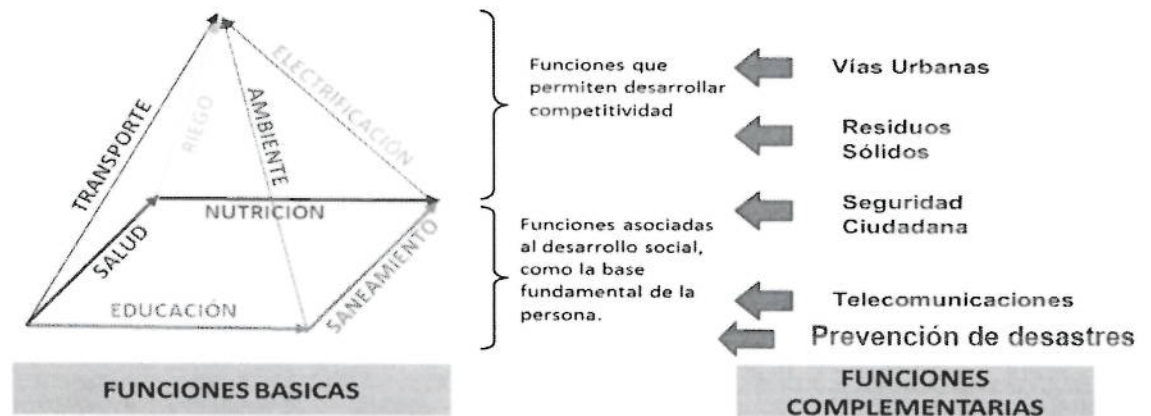 TRANSPORTE
RIEGO
AMBIENTE
ELECTRIFICACIÓN
SALUD
NUTRICION
EDUCACIÓN
SANEAMIENTO
FUNCIONES BASICAS
Funciones que
permiten desarrollar
competitividad
Funciones asociadas
al desarrollo social,
como la base
fundamental de la
persona.
Vías Urbanas
Residuos
Sólidos
Seguridad
Ciudadana
Telecomunicaciones
Prevención de desastres
FUNCIONES
COMPLEMENTARIAS